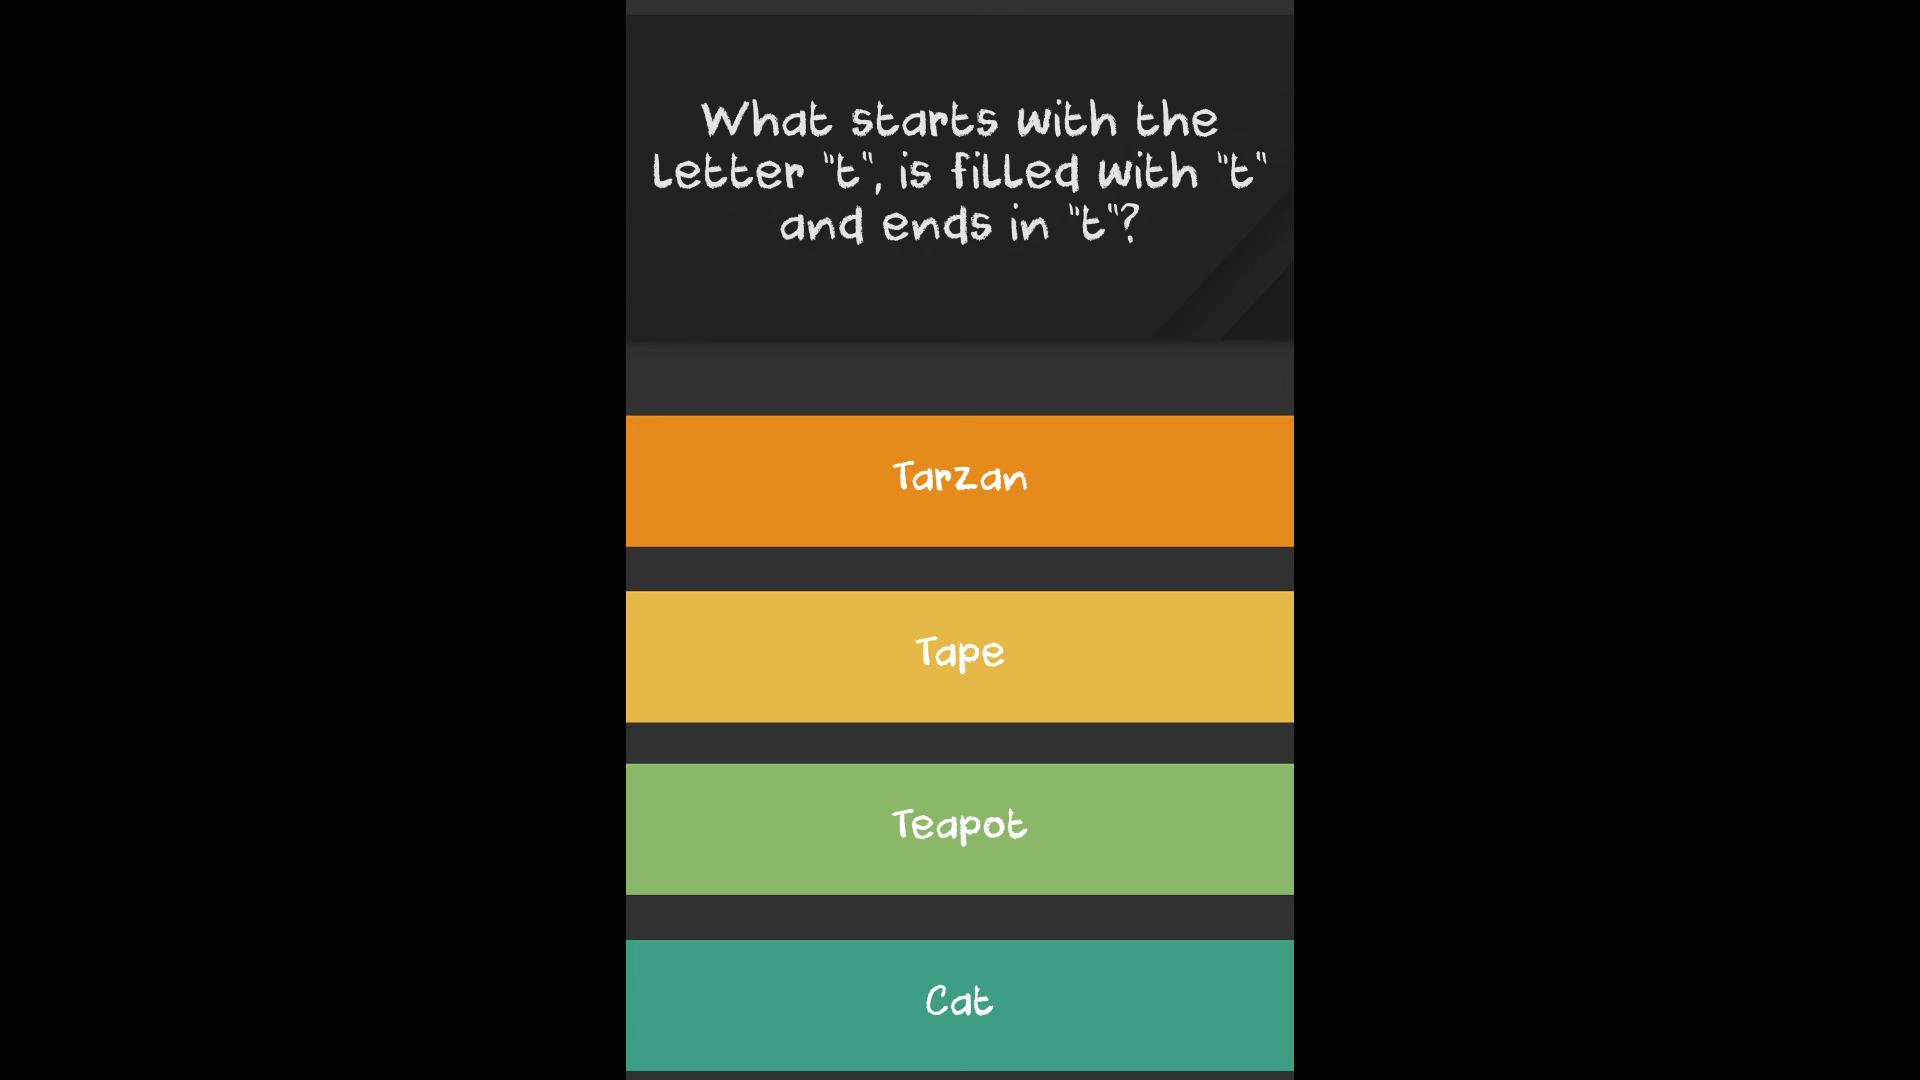 What starts with the
letter "t", is filled with "t"
and ends in "t"?
Tarzan
Tape
Teapot
Cat